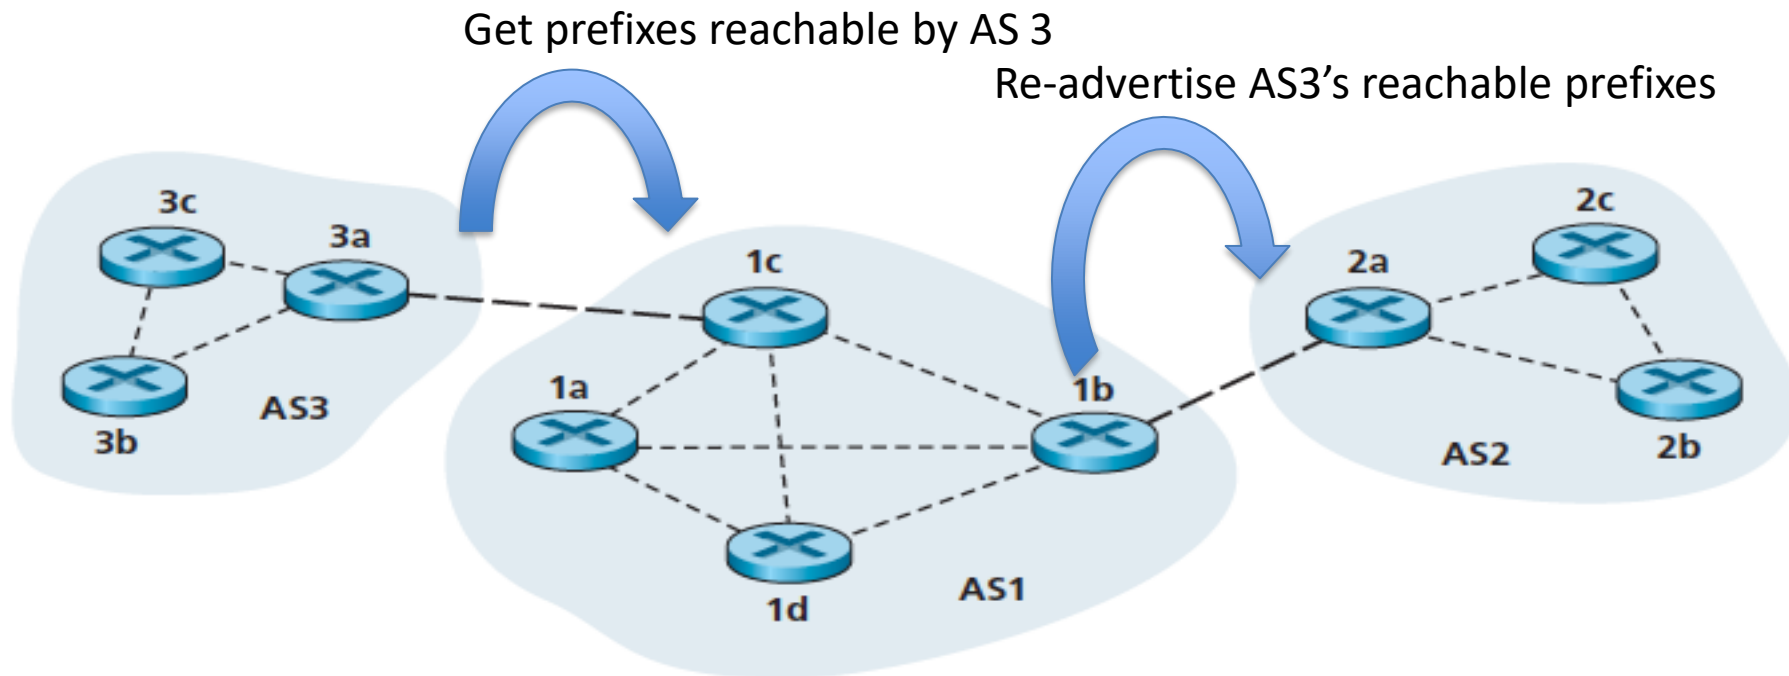 Get prefixes reachable by AS 3
Re-advertise AS3’s reachable prefixes
3c
3a
3b
AS3
1c
1a
1b
1d
AS1
2c
2a
2b
AS2